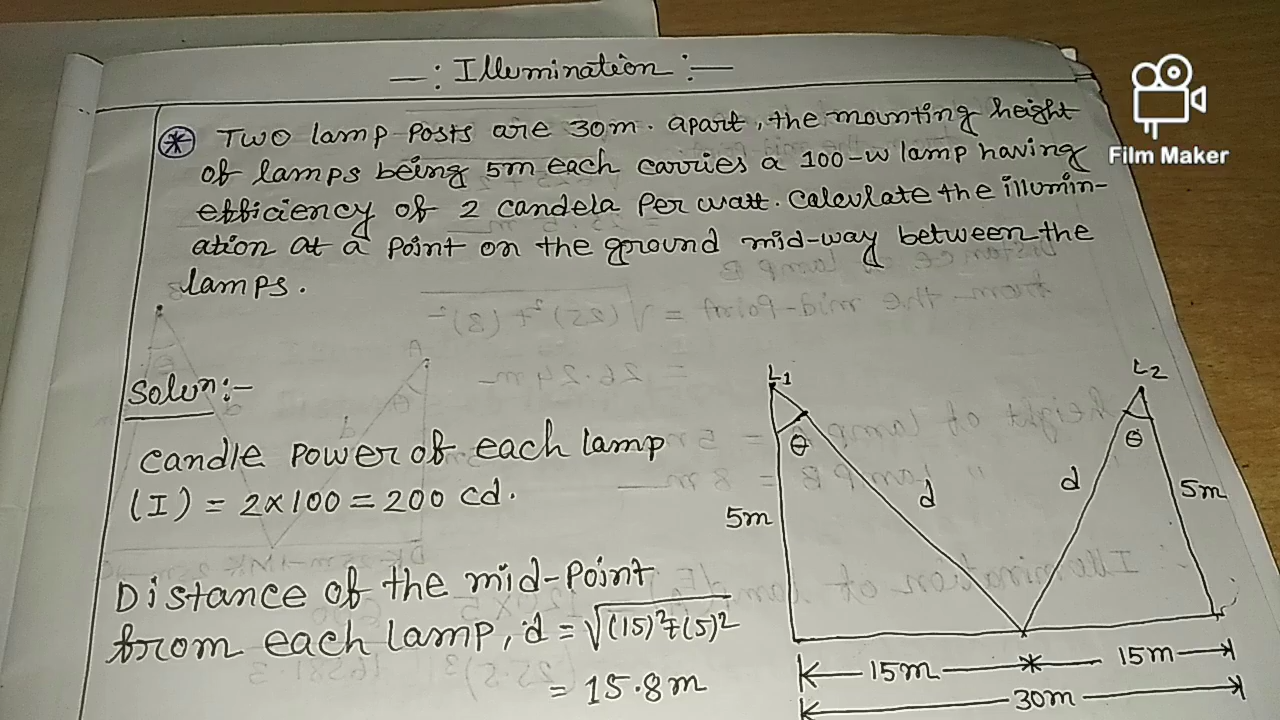 —: Illumination :—
* Two lamp Posts are 30m. apart, the mounting height
of lamps being 5m each carries a 100-w lamp having
efficiency of 2 candela Per watt. Calculate the illumin-
ation at a Point on the ground mid-way between the
lamps.
Film Maker
Soln:-
Candle Power of each lamp
(I) = 2×100 = 200 cd.
Distance of the mid-Point
from each lamp, d = √(15)²+(5)²
= 15.8m
L1
L2
θ
θ
d
d
5m
5m
15m
15m
30m